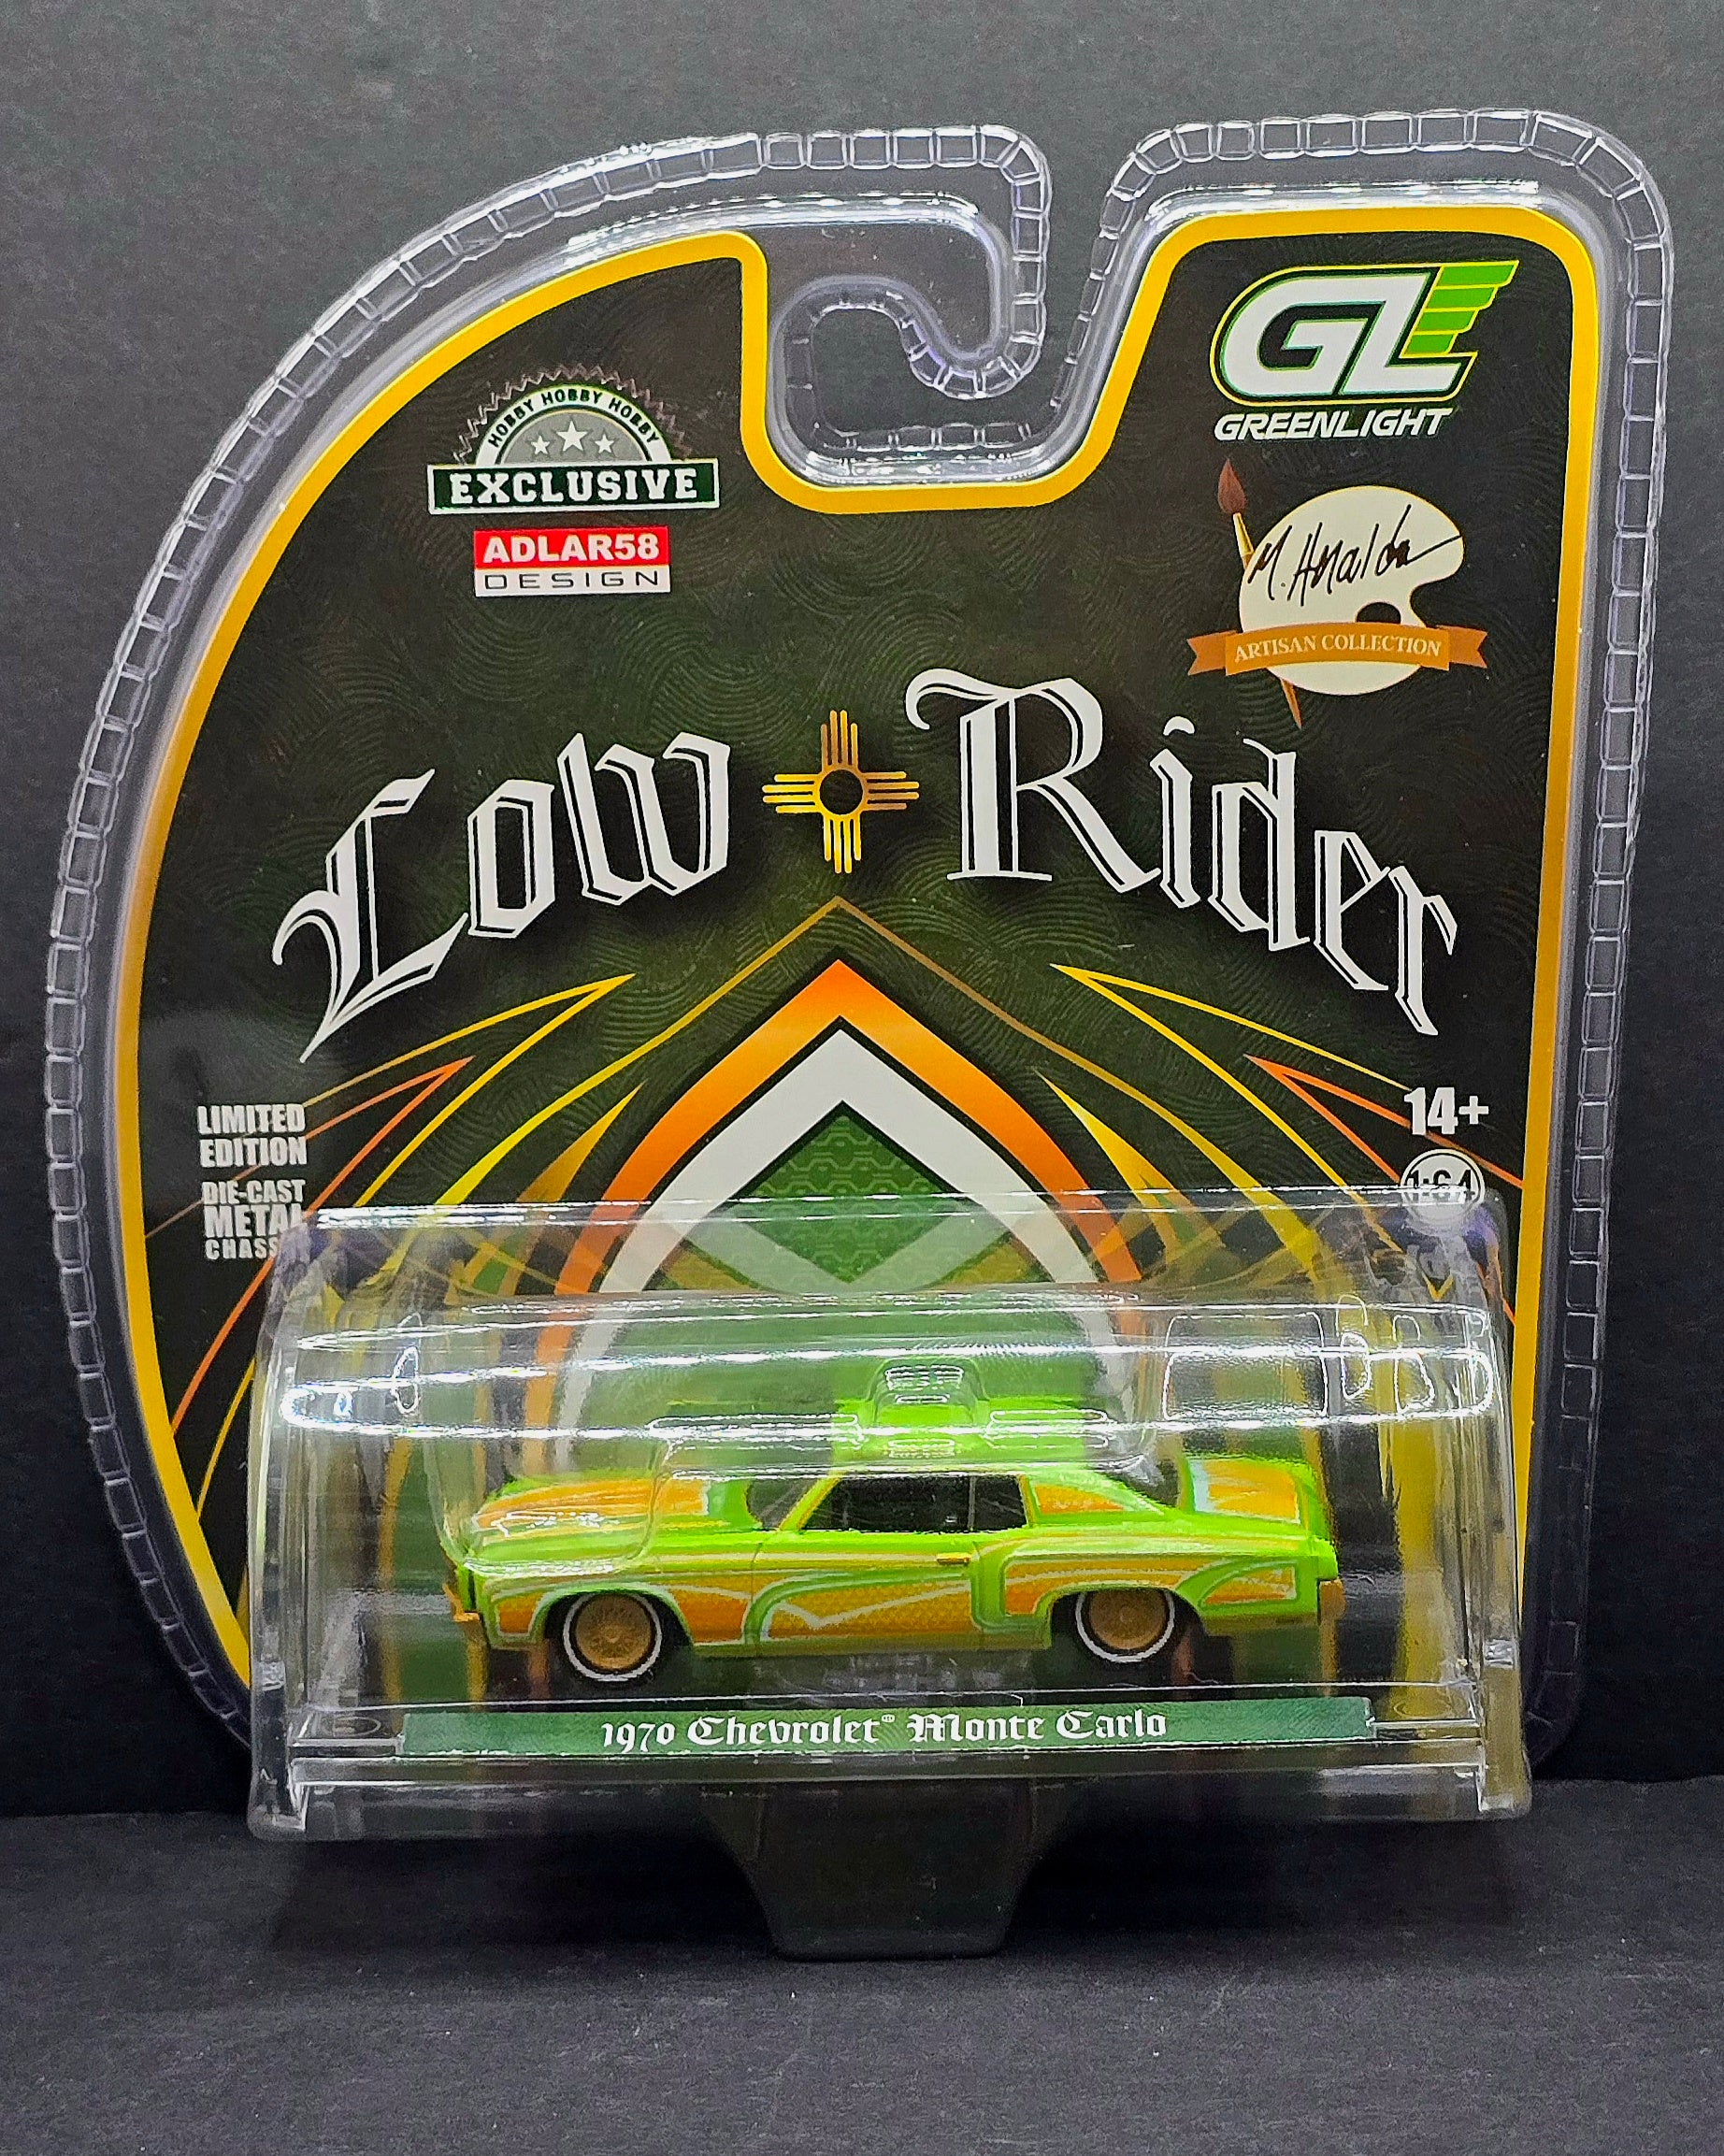 GL
GREENLIGHT
HOBBY HOBBY HOBBY
EXCLUSIVE
ADLAR58
DESIGN
ARTISAN COLLECTION
Low Rider
LIMITED
EDITION
DIE-CAST
METAL
CHASSIS
14+
1:64
1970 Chevrolet® Monte Carlo